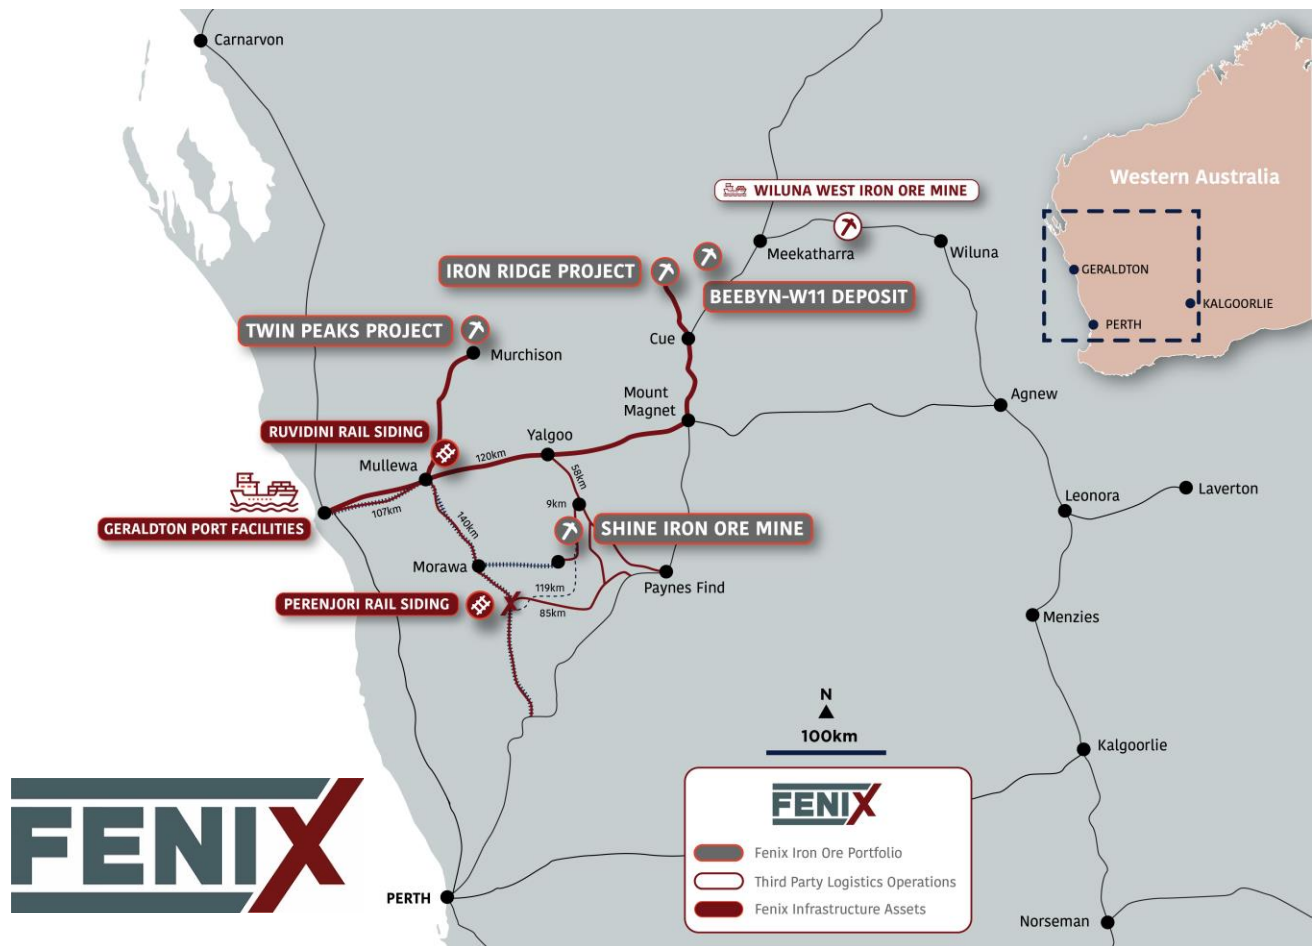 Carnarvon
Western Australia
WILUNA WEST IRON ORE MINE
Meekatharra
Wiluna
IRON RIDGE PROJECT
BEEBYN-W11 DEPOSIT
GERALDTON
KALGOORLIE
PERTH
TWIN PEAKS PROJECT
Murchison
Cue
Mount
Magnet
Agnew
RUVIDINI RAIL SIDING
Yalgoo
Mullewa
120km
58km
GERALDTON PORT FACILITIES
107km
140km
9km
SHINE IRON ORE MINE
Leonora
Laverton
Morawa
119km
Paynes Find
PERENJORI RAIL SIDING
X
85km
Menzies
N
100km
Kalgoorlie
FENIX
FENIX
Fenix Iron Ore Portfolio
Third Party Logistics Operations
Fenix Infrastructure Assets
PERTH
Norseman